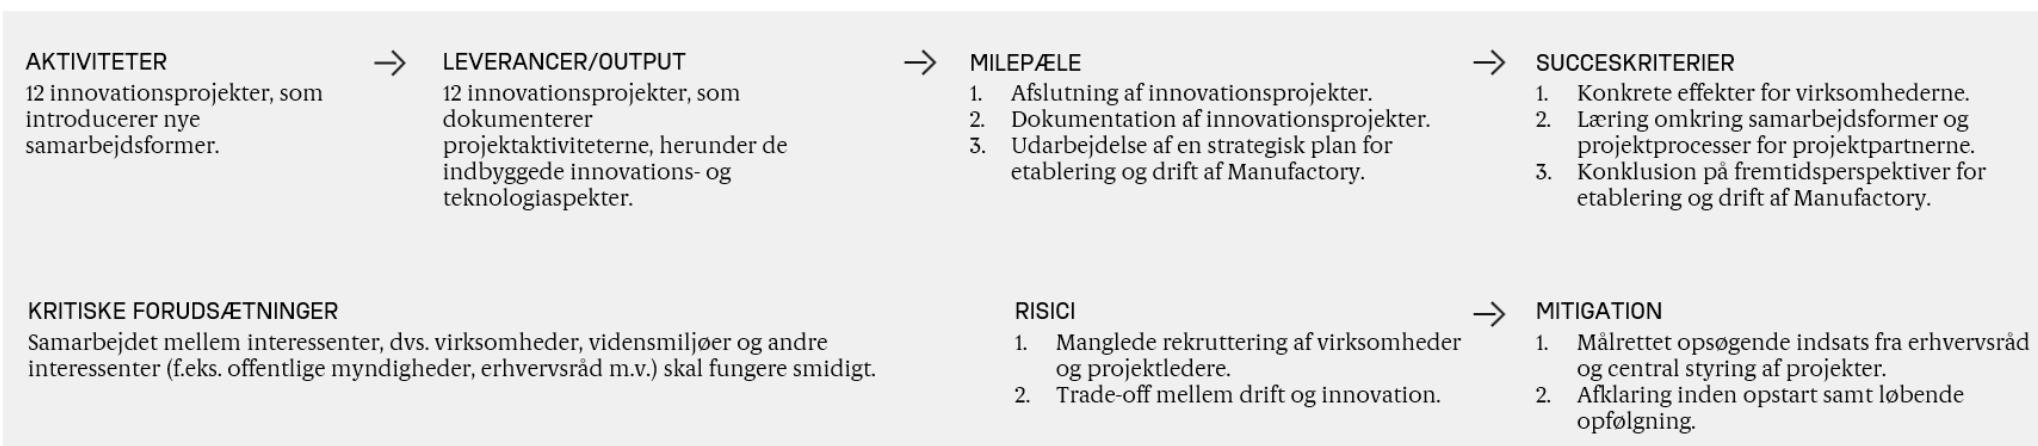 AKTIVITETER
12 innovationsprojekter, som
introducerer nye
samarbejdsformer.
→
LEVERANCER/OUTPUT
12 innovationsprojekter, som
dokumenterer
projektaktiviteterne, herunder de
indbyggede innovations- og
teknologiaspekter.
→
MILEPÆLE
1. Afslutning af innovationsprojekter.
2. Dokumentation af innovationsprojekter.
3. Udarbejdelse af en strategisk plan for
etablering og drift af Manufactory.
→
SUCCESKRITERIER
1. Konkrete effekter for virksomhederne.
2. Læring omkring samarbejdsformer og
projektprocesser for projektpartnerne.
3. Konklusion på fremtidsperspektiver for
etablering og drift af Manufactory.
KRITISKE FORUDSÆTNINGER
Samarbejdet mellem interessenter, dvs. virksomheder, vidensmiljøer og andre
interessenter (f.eks. offentlige myndigheder, erhvervsråd m.v.) skal fungere smidigt.
RISICI
1. Manglede rekruttering af virksomheder
og projektledere.
2. Trade-off mellem drift og innovation.
→
MITIGATION
1. Målrettet opsøgende indsats fra erhvervsråd
og central styring af projekter.
2. Afklaring inden opstart samt løbende
opfølgning.